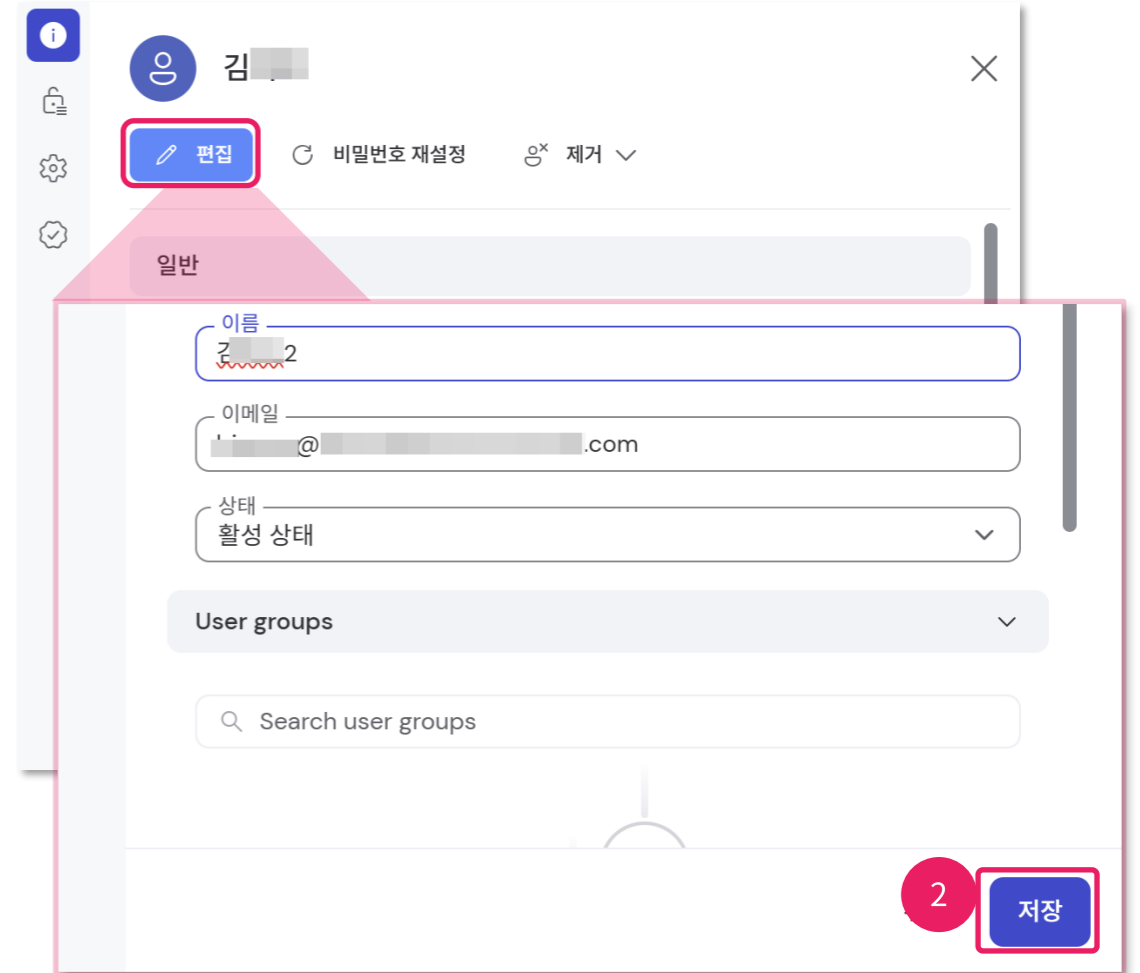 김
편집
비밀번호 재설정
제거
일반
이름
2
이메일
@
.com
상태
활성 상태
User groups
Search user groups
2
저장